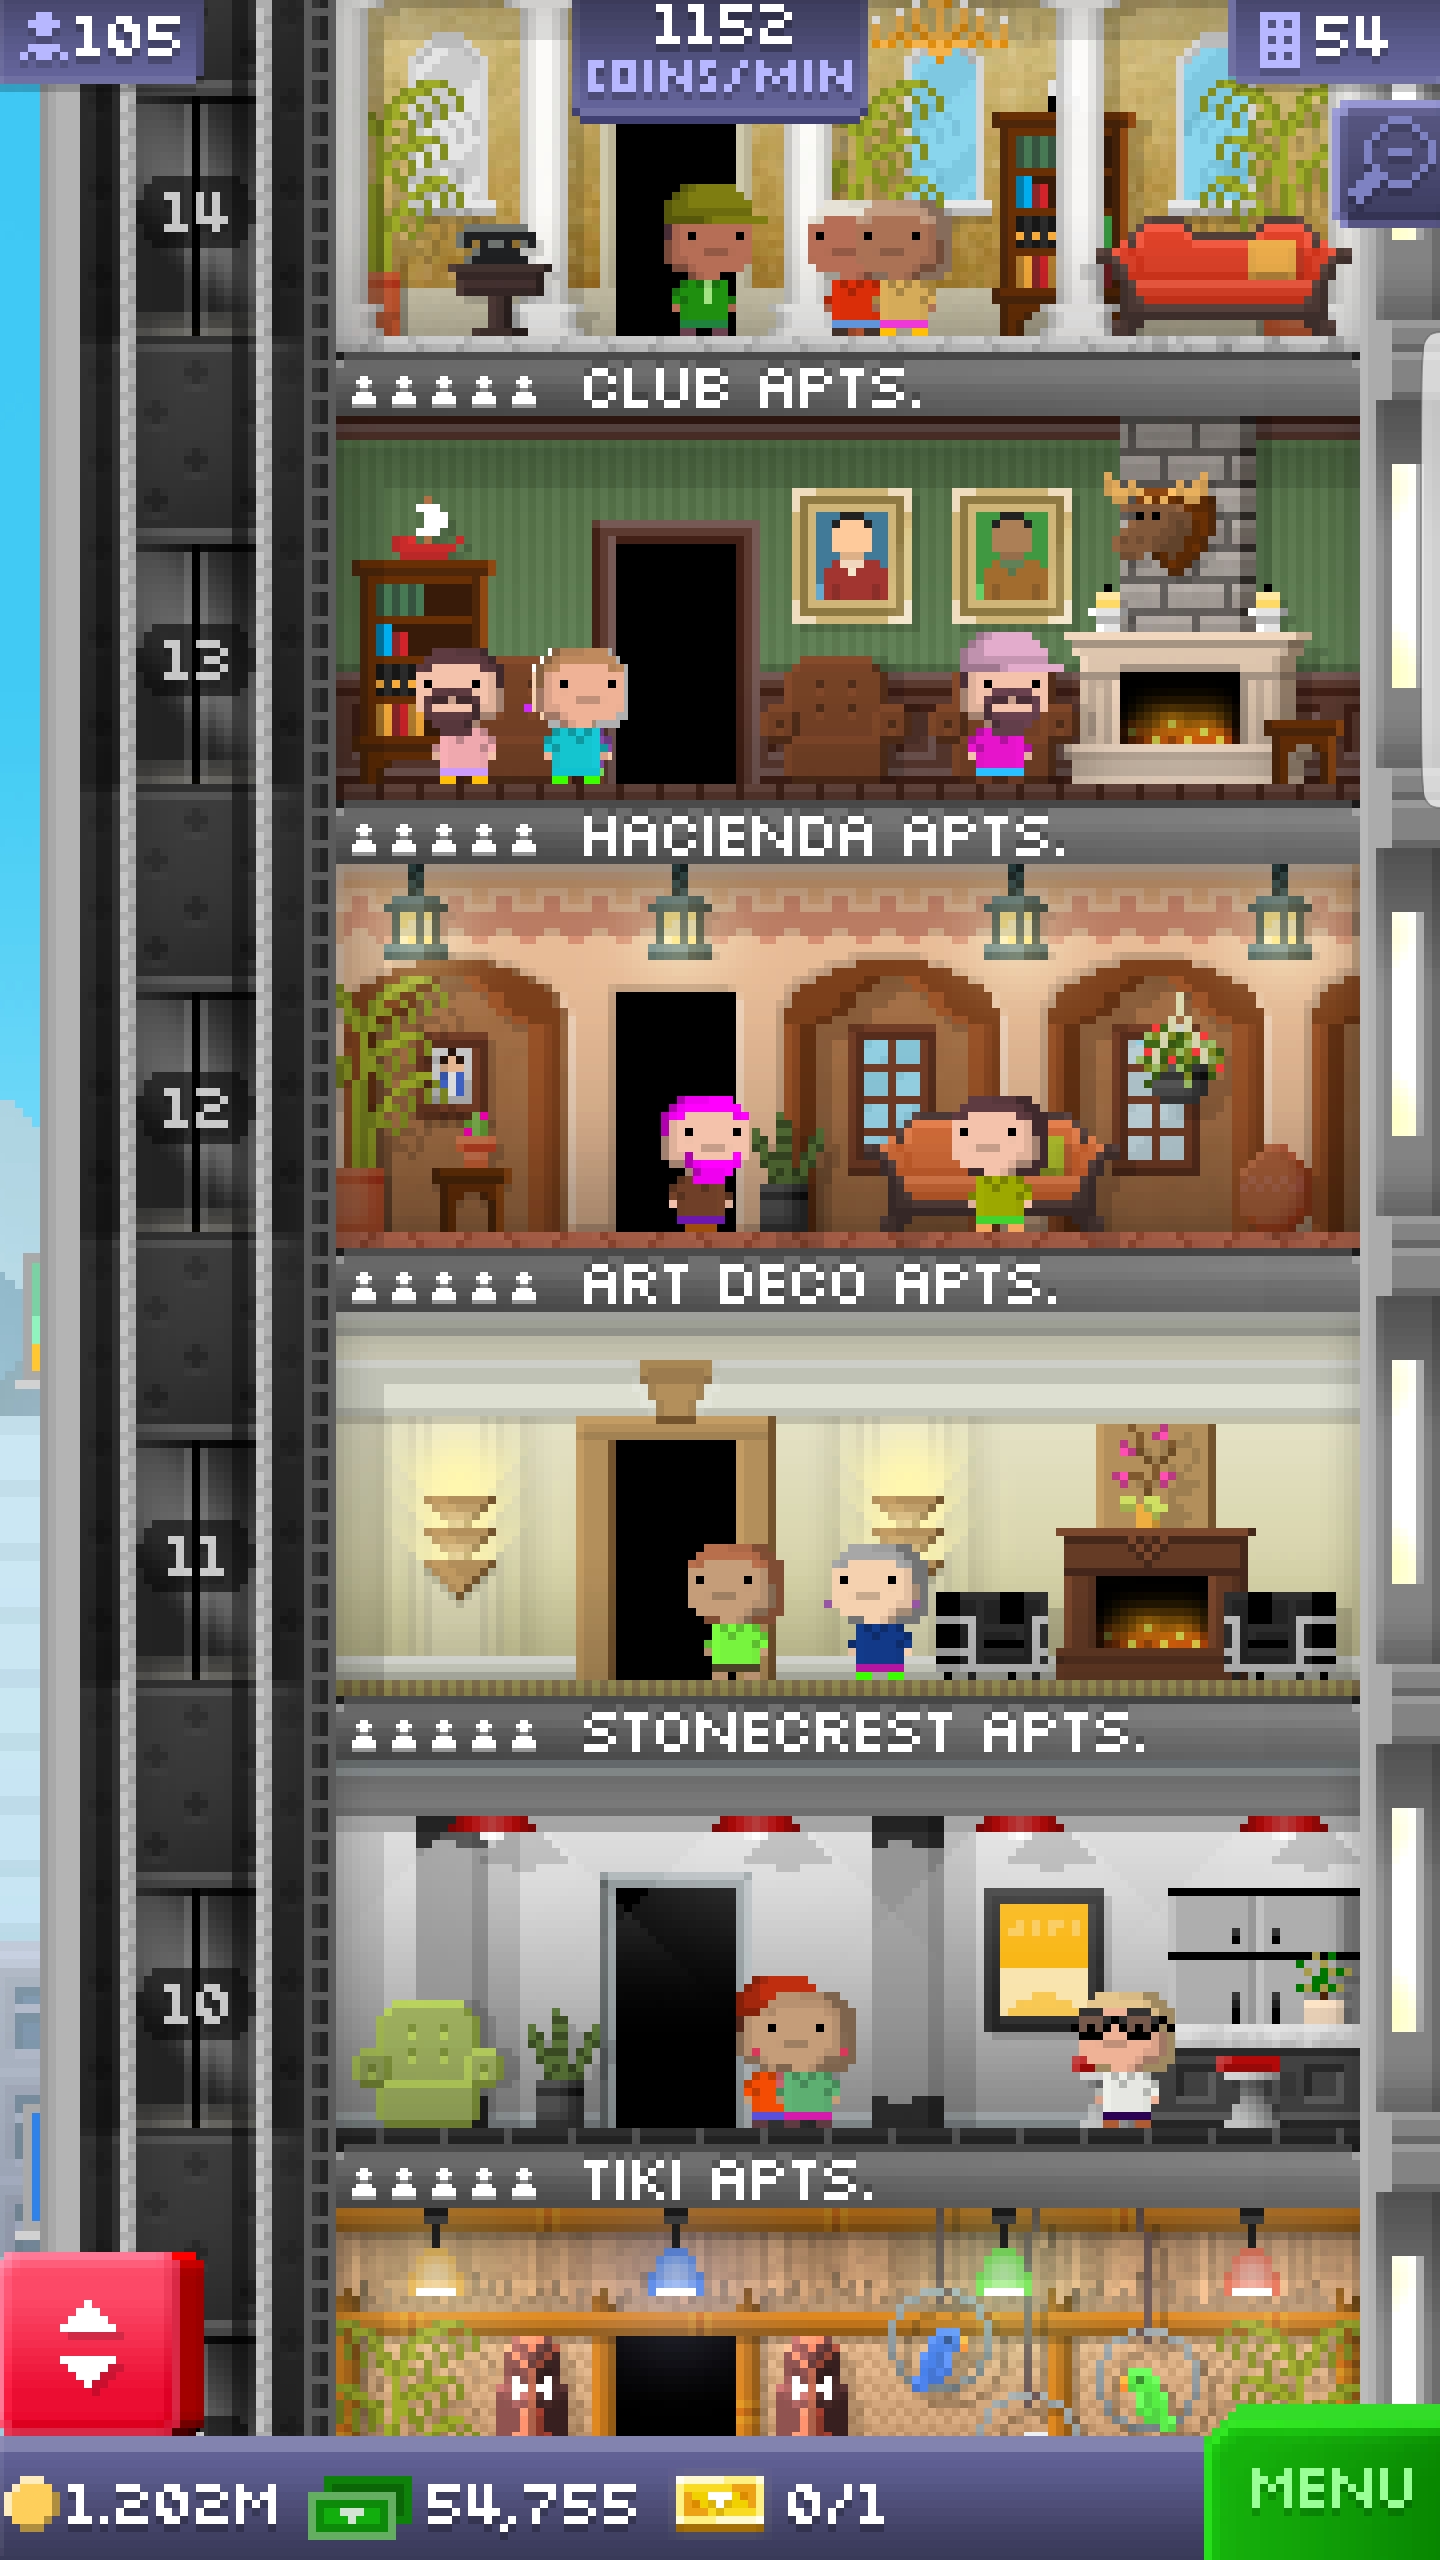 105
1152
COINS/MIN
54
14
CLUB APTS.
13
HACIENDA APTS.
12
ART DECO APTS.
11
STONECREST APTS.
10
TIKI APTS.
1.202M
54,755
0/1
MENU